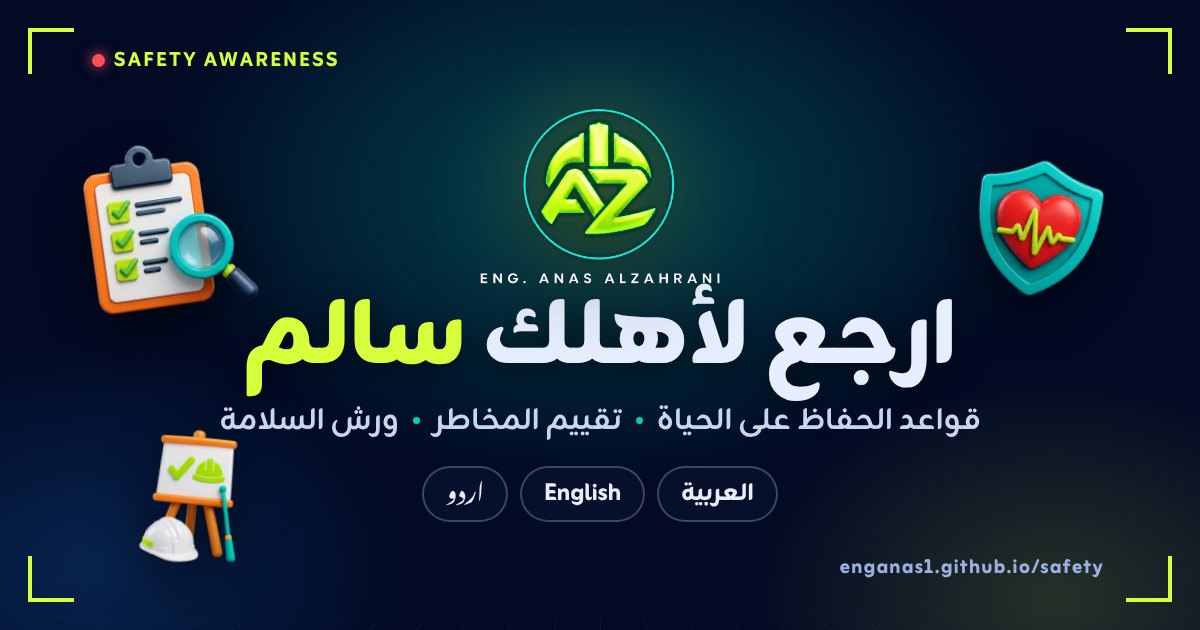 SAFETY AWARENESS
AZ
ENG. ANAS ALZAHRANI
ارجع لأهلك سالم
قواعد الحفاظ على الحياة • تقييم المخاطر • ورش السلامة
العربية English اردو
enganas1.github.io/safety